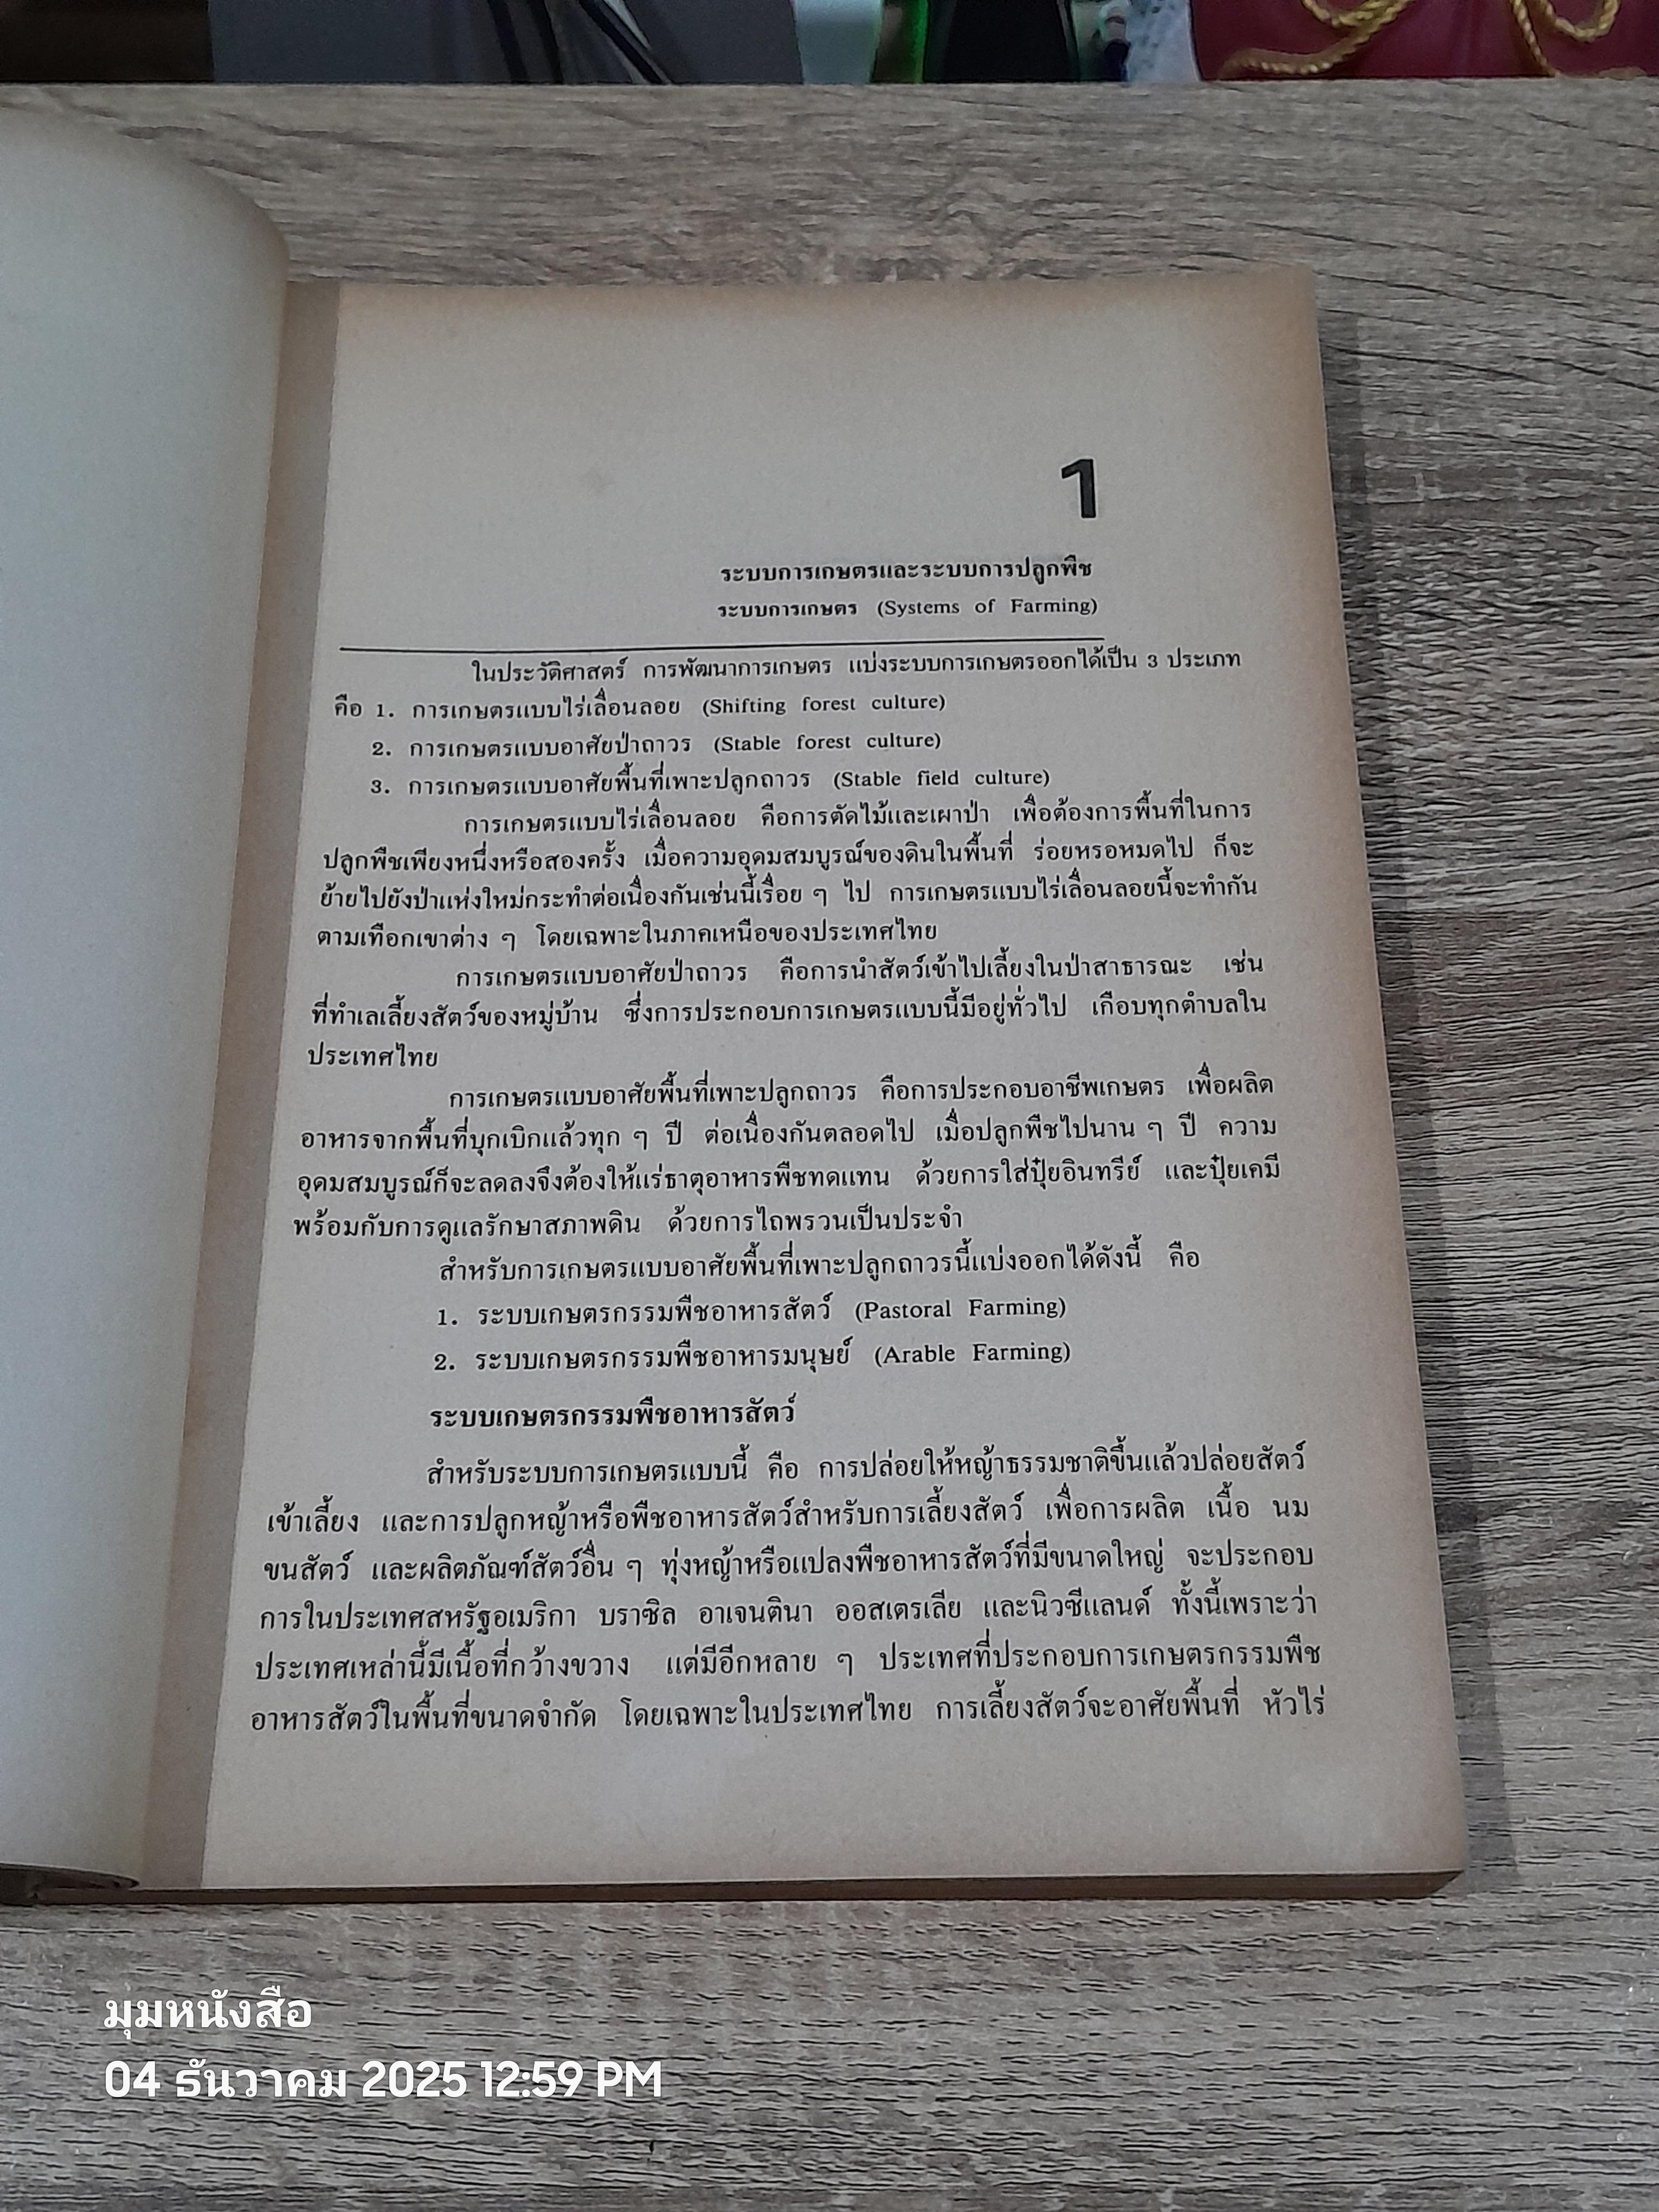 1
ระบบการเกษตรและระบบการปลูกพืช
ระบบการเกษตร (Systems of Farming)
ในประวัติศาสตร์ การพัฒนาการเกษตร แบ่งระบบการเกษตรออกได้เป็น 3 ประเภท
คือ 1. การเกษตรแบบไร่เลื่อนลอย (Shifting forest culture)
2. การเกษตรแบบอาศัยป่าถาวร (Stable forest culture)
3. การเกษตรแบบอาศัยพื้นที่เพาะปลูกถาวร (Stable field culture)
การเกษตรแบบไร่เลื่อนลอย คือการตัดไม้และเผาป่า เพื่อต้องการพื้นที่ในการ
ปลูกพืชเพียงหนึ่งหรือสองครั้ง เมื่อความอุดมสมบูรณ์ของดินในพื้นที่ ร่อยหรอหมดไป ก็จะ
ย้ายไปยังป่าแห่งใหม่กระทำต่อเนื่องกันเช่นนี้เรื่อย ๆ ไป การเกษตรแบบไร่เลื่อนลอยนี้จะทำกัน
ตามเทือกเขาต่าง ๆ โดยเฉพาะในภาคเหนือของประเทศไทย
การเกษตรแบบอาศัยป่าถาวร คือการนำสัตว์เข้าไปเลี้ยงในป่าสาธารณะ เช่น
ที่ทำเลเลี้ยงสัตว์ของหมู่บ้าน ซึ่งการประกอบการเกษตรแบบนี้มีอยู่ทั่วไป เกือบทุกตำบลใน
ประเทศไทย
การเกษตรแบบอาศัยพื้นที่เพาะปลูกถาวร คือการประกอบอาชีพเกษตร เพื่อผลิต
อาหารจากพื้นที่บุกเบิกแล้วทุก ๆ ปี ต่อเนื่องกันตลอดไป เมื่อปลูกพืชไปนาน ๆ ปี ความ
อุดมสมบูรณ์ก็จะลดลงจึงต้องให้แร่ธาตุอาหารพืชทดแทน ด้วยการใส่ปุ๋ยอินทรีย์ และปุ๋ยเคมี
พร้อมกับการดูแลรักษาสภาพดิน ด้วยการไถพรวนเป็นประจำ
สำหรับการเกษตรแบบอาศัยพื้นที่เพาะปลูกถาวรนี้แบ่งออกได้ดังนี้ คือ
1. ระบบเกษตรกรรมพืชอาหารสัตว์ (Pastoral Farming)
2. ระบบเกษตรกรรมพืชอาหารมนุษย์ (Arable Farming)
ระบบเกษตรกรรมพืชอาหารสัตว์
สำหรับระบบการเกษตรแบบนี้ คือ การปล่อยให้หญ้าธรรมชาติขึ้นแล้วปล่อยสัตว์
เข้าเลี้ยง และการปลูกหญ้าหรือพืชอาหารสัตว์สำหรับการเลี้ยงสัตว์ เพื่อการผลิต เนื้อ นม
ขนสัตว์ และผลิตภัณฑ์สัตว์อื่น ๆ ทุ่งหญ้าหรือแปลงพืชอาหารสัตว์ที่มีขนาดใหญ่ จะประกอบ
การในประเทศสหรัฐอเมริกา บราซิล อาเจนตินา ออสเตรเลีย และนิวซีแลนด์ ทั้งนี้เพราะว่า
ประเทศเหล่านี้มีเนื้อที่กว้างขวาง แต่มีอีกหลาย ๆ ประเทศที่ประกอบการเกษตรกรรมพืช
อาหารสัตว์ในพื้นที่ขนาดจำกัด โดยเฉพาะในประเทศไทย การเลี้ยงสัตว์จะอาศัยพื้นที่ หัวไร่
มุมหนังสือ
04 ธันวาคม 2025 12:59 PM